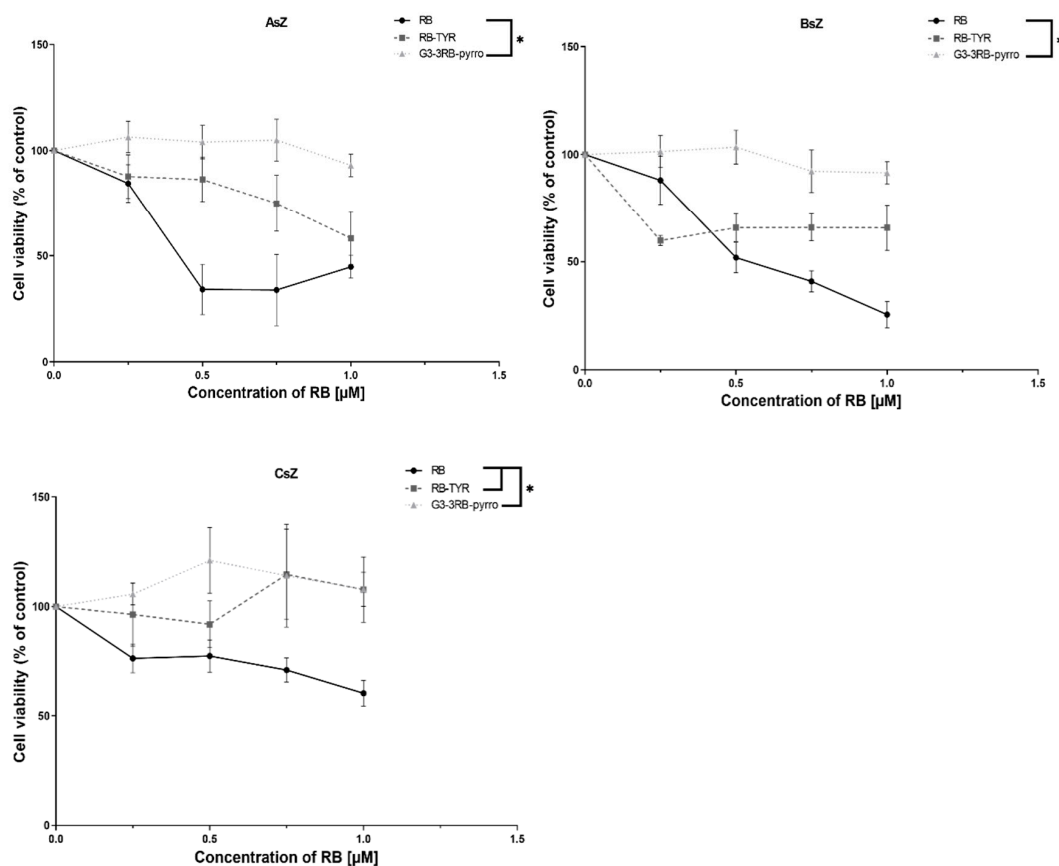 AsZ
RB
RB-TYR
G3-3RB-pyrro
*
150
100
50
0
0.0
0.5
1.0
1.5
Cell viability (% of control)
Concentration of RB [µM]
BsZ
RB
RB-TYR
G3-3RB-pyrro
*
150
100
50
0
0.0
0.5
1.0
1.5
Cell viability (% of control)
Concentration of RB [µM]
CsZ
RB
RB-TYR
G3-3RB-pyrro
*
150
100
50
0
0.0
0.5
1.0
1.5
Cell viability (% of control)
Concentration of RB [µM]